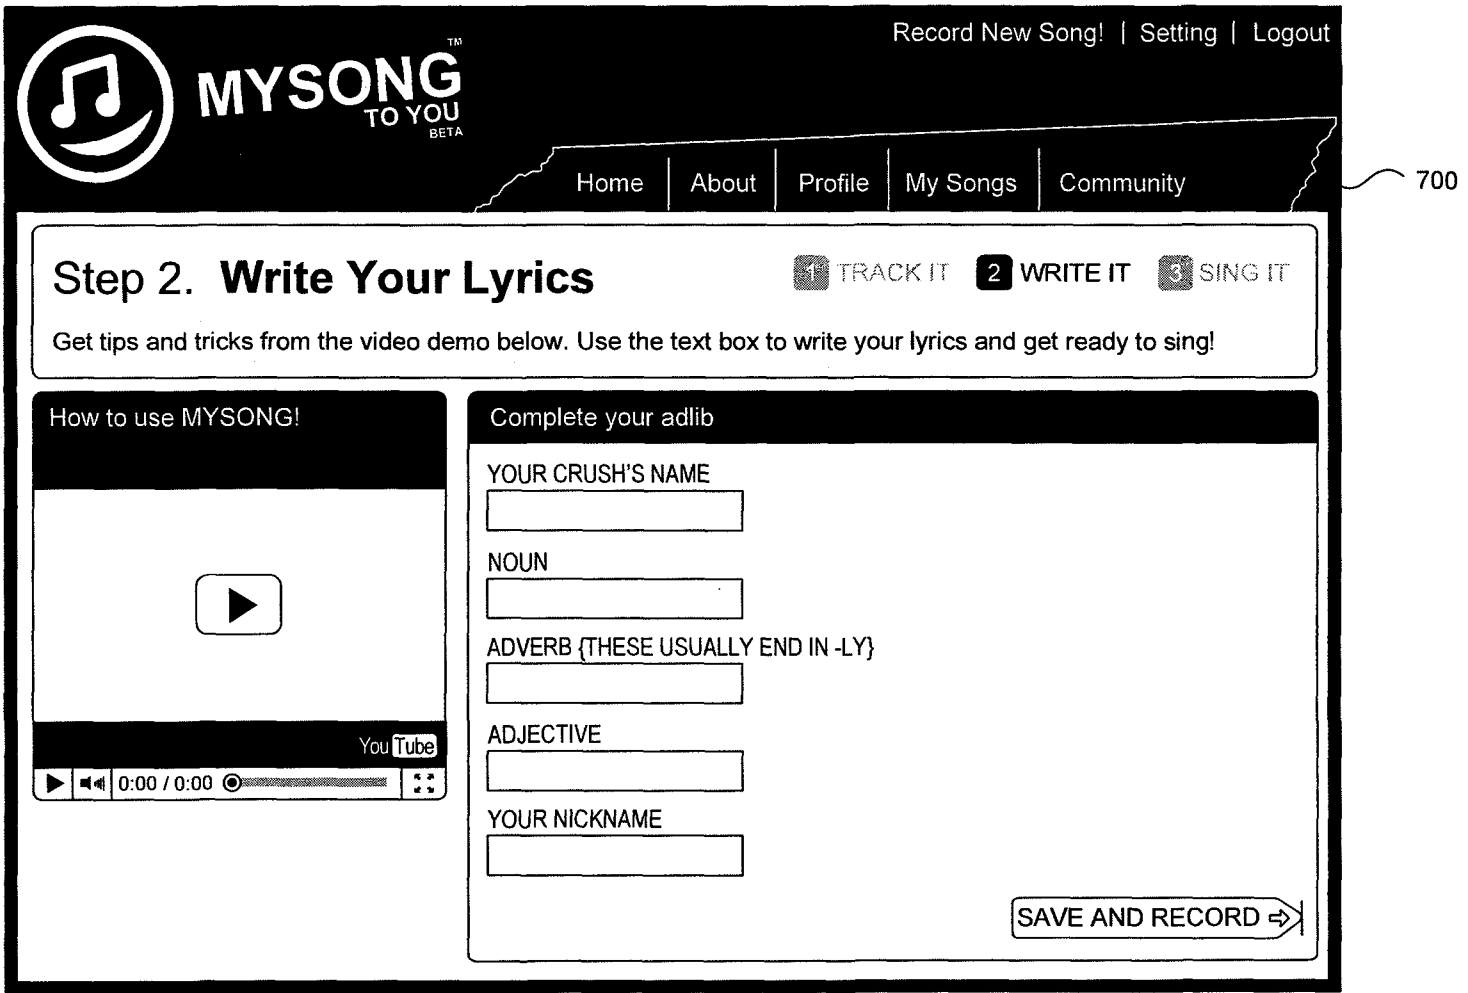 Record New Song! | Setting | Logout
MYSONG™
TO YOU
BETA
Home | About | Profile | My Songs | Community
700
Step 2. Write Your Lyrics
1 TRACK IT 2 WRITE IT 3 SING IT
Get tips and tricks from the video demo below. Use the text box to write your lyrics and get ready to sing!
How to use MYSONG!
YouTube
0:00 / 0:00
Complete your adlib
YOUR CRUSH'S NAME
NOUN
ADVERB {THESE USUALLY END IN -LY}
ADJECTIVE
YOUR NICKNAME
SAVE AND RECORD ⇨